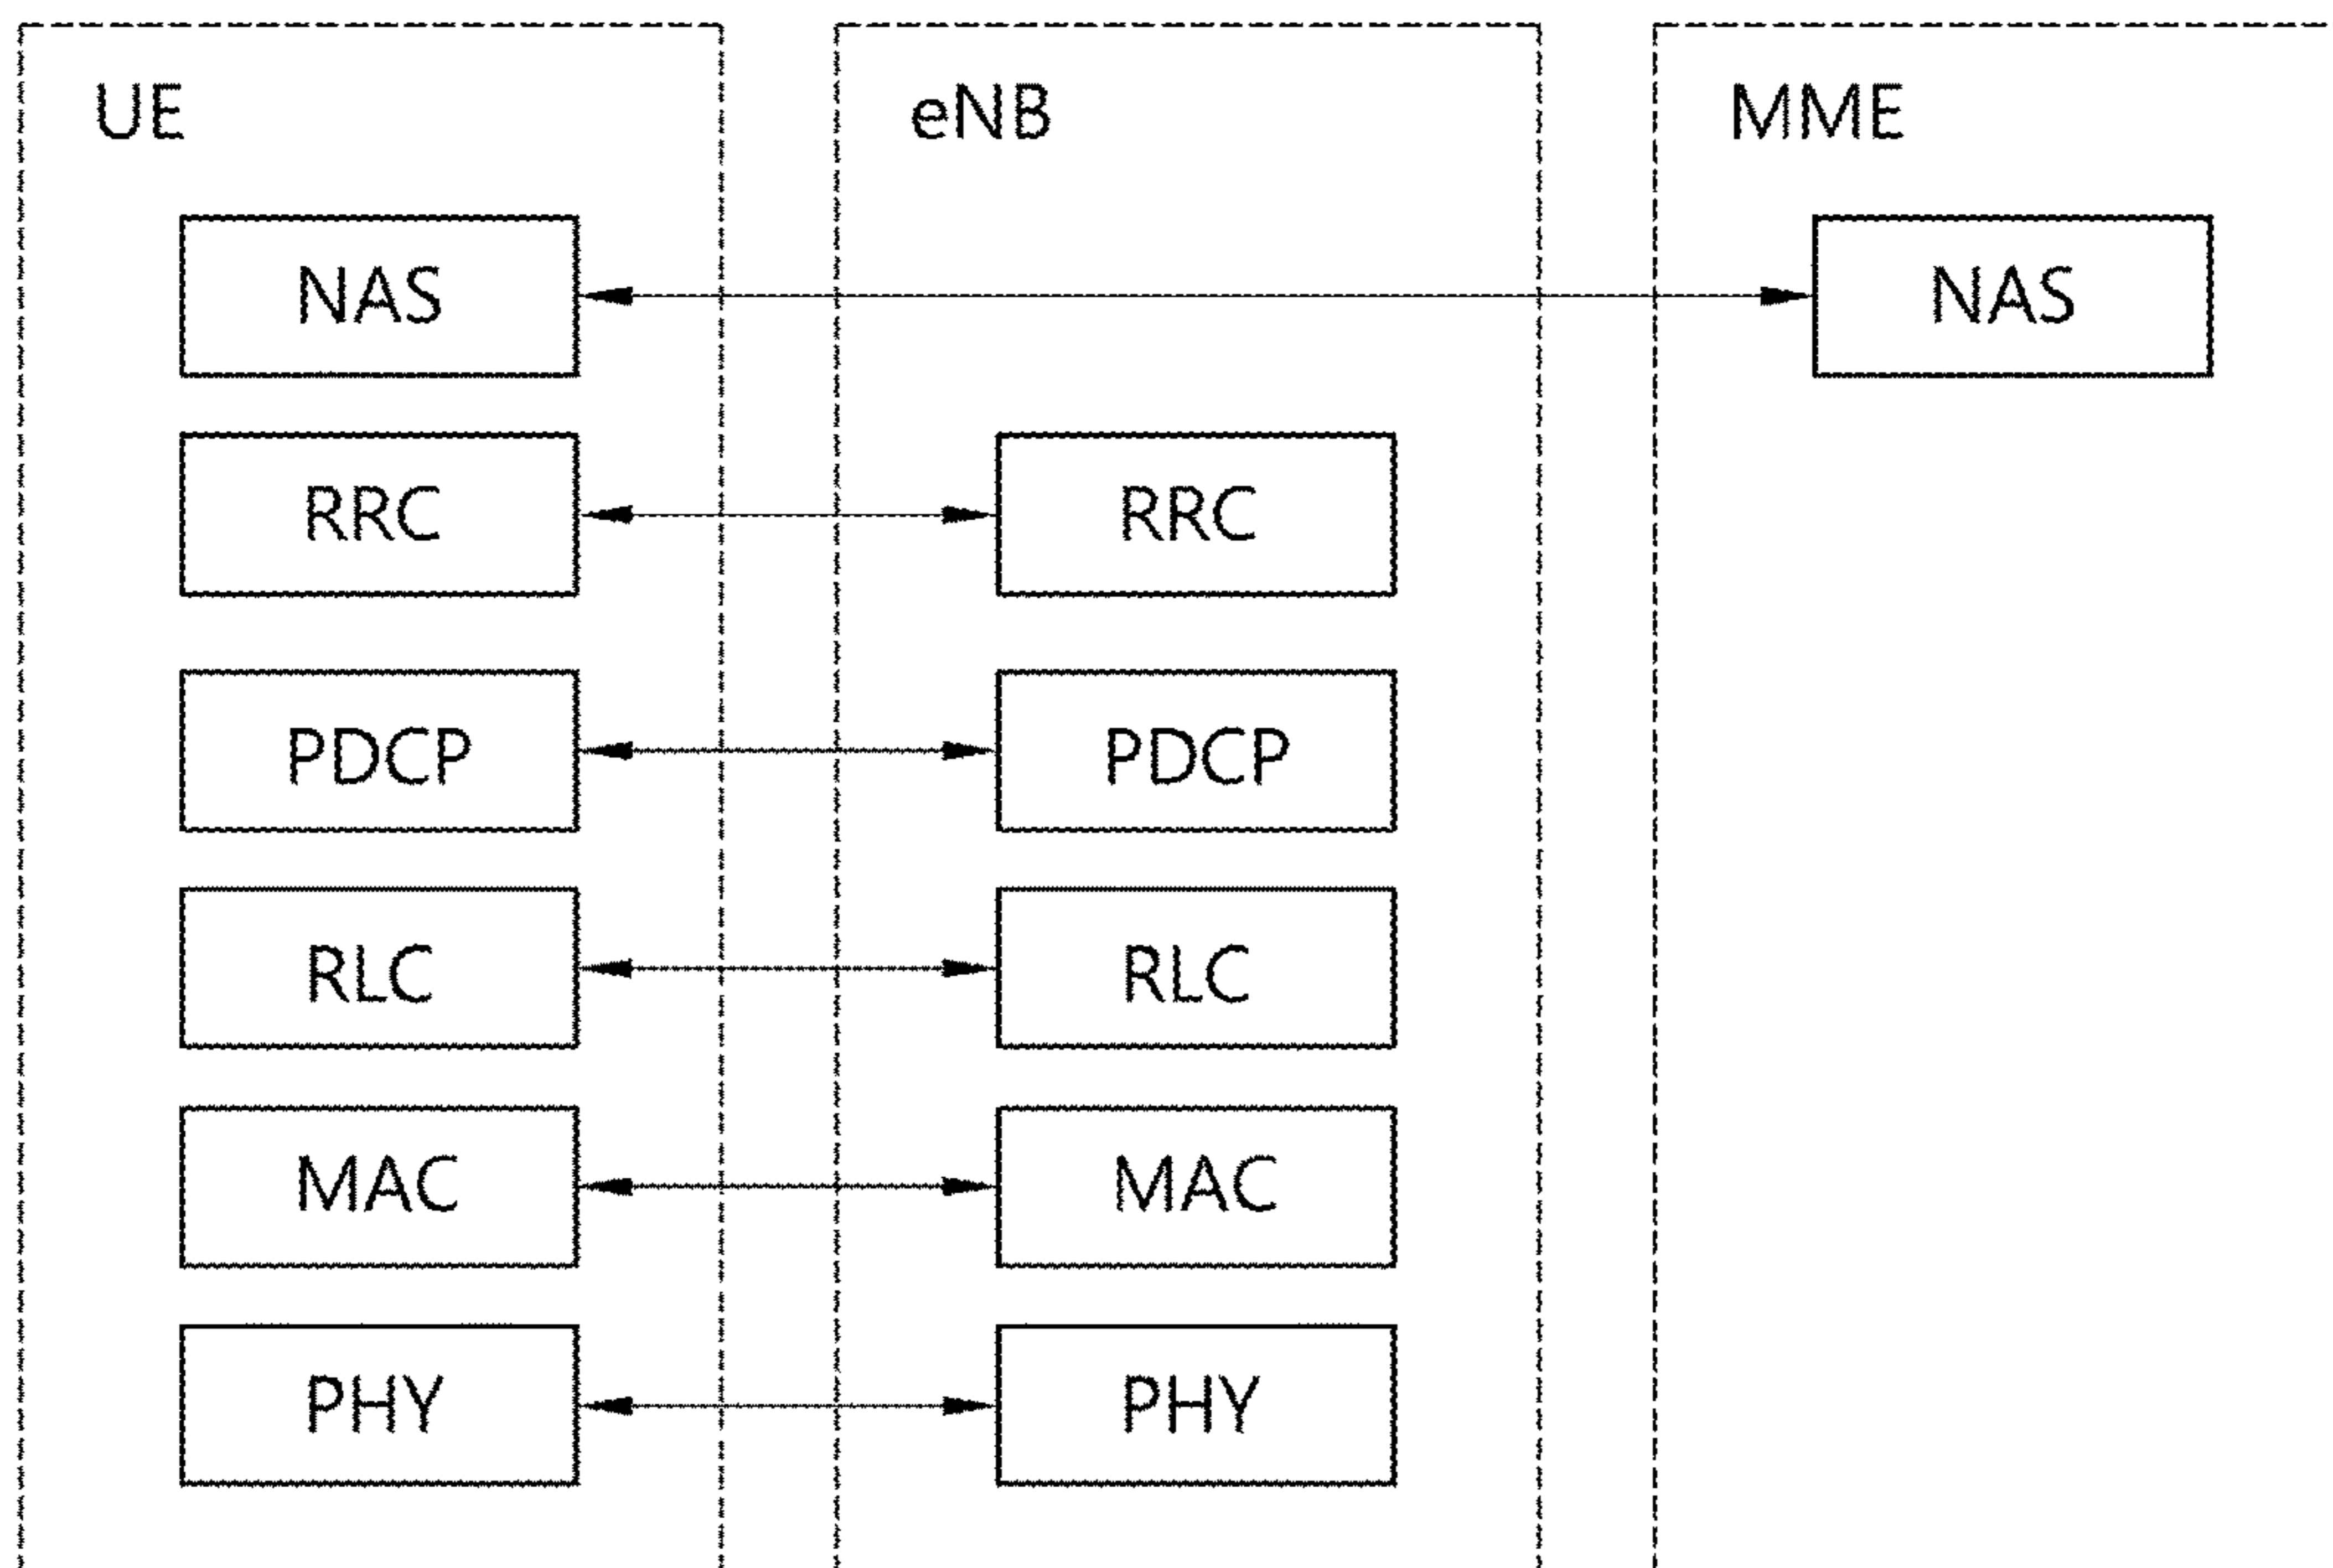 UE
eNB
MME
NAS
NAS
RRC
RRC
PDCP
PDCP
RLC
RLC
MAC
MAC
PHY
PHY